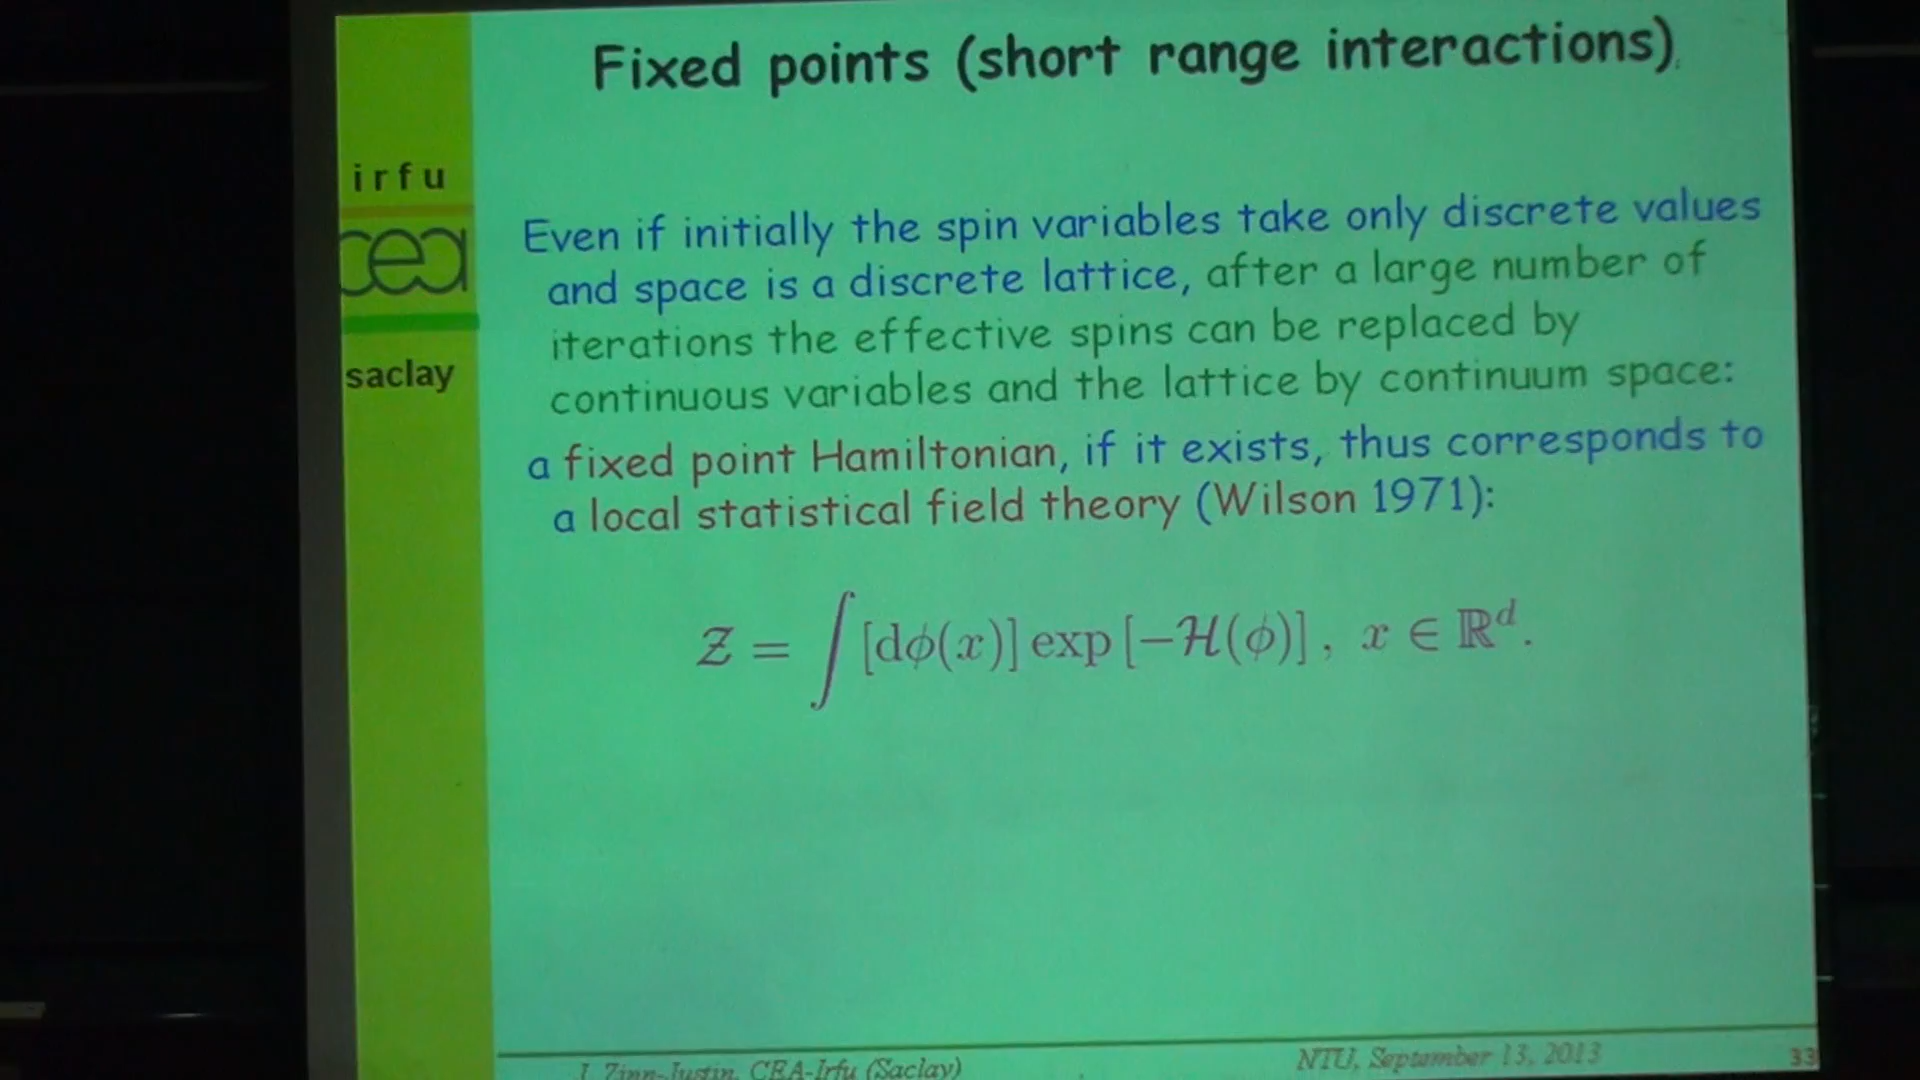 Fixed points (short range interactions)
irfu
cea
saclay
Even if initially the spin variables take only discrete values
and space is a discrete lattice, after a large number of
iterations the effective spins can be replaced by
continuous variables and the lattice by continuum space:
a fixed point Hamiltonian, if it exists, thus corresponds to
a local statistical field theory (Wilson 1971):
𝒵 = ∫ [dϕ(x)] exp [−ℋ(ϕ)] , x ∈ ℝᵈ.
J. Zinn-Justin, CEA-Irfu (Saclay)
NTU, September 13, 2013
33